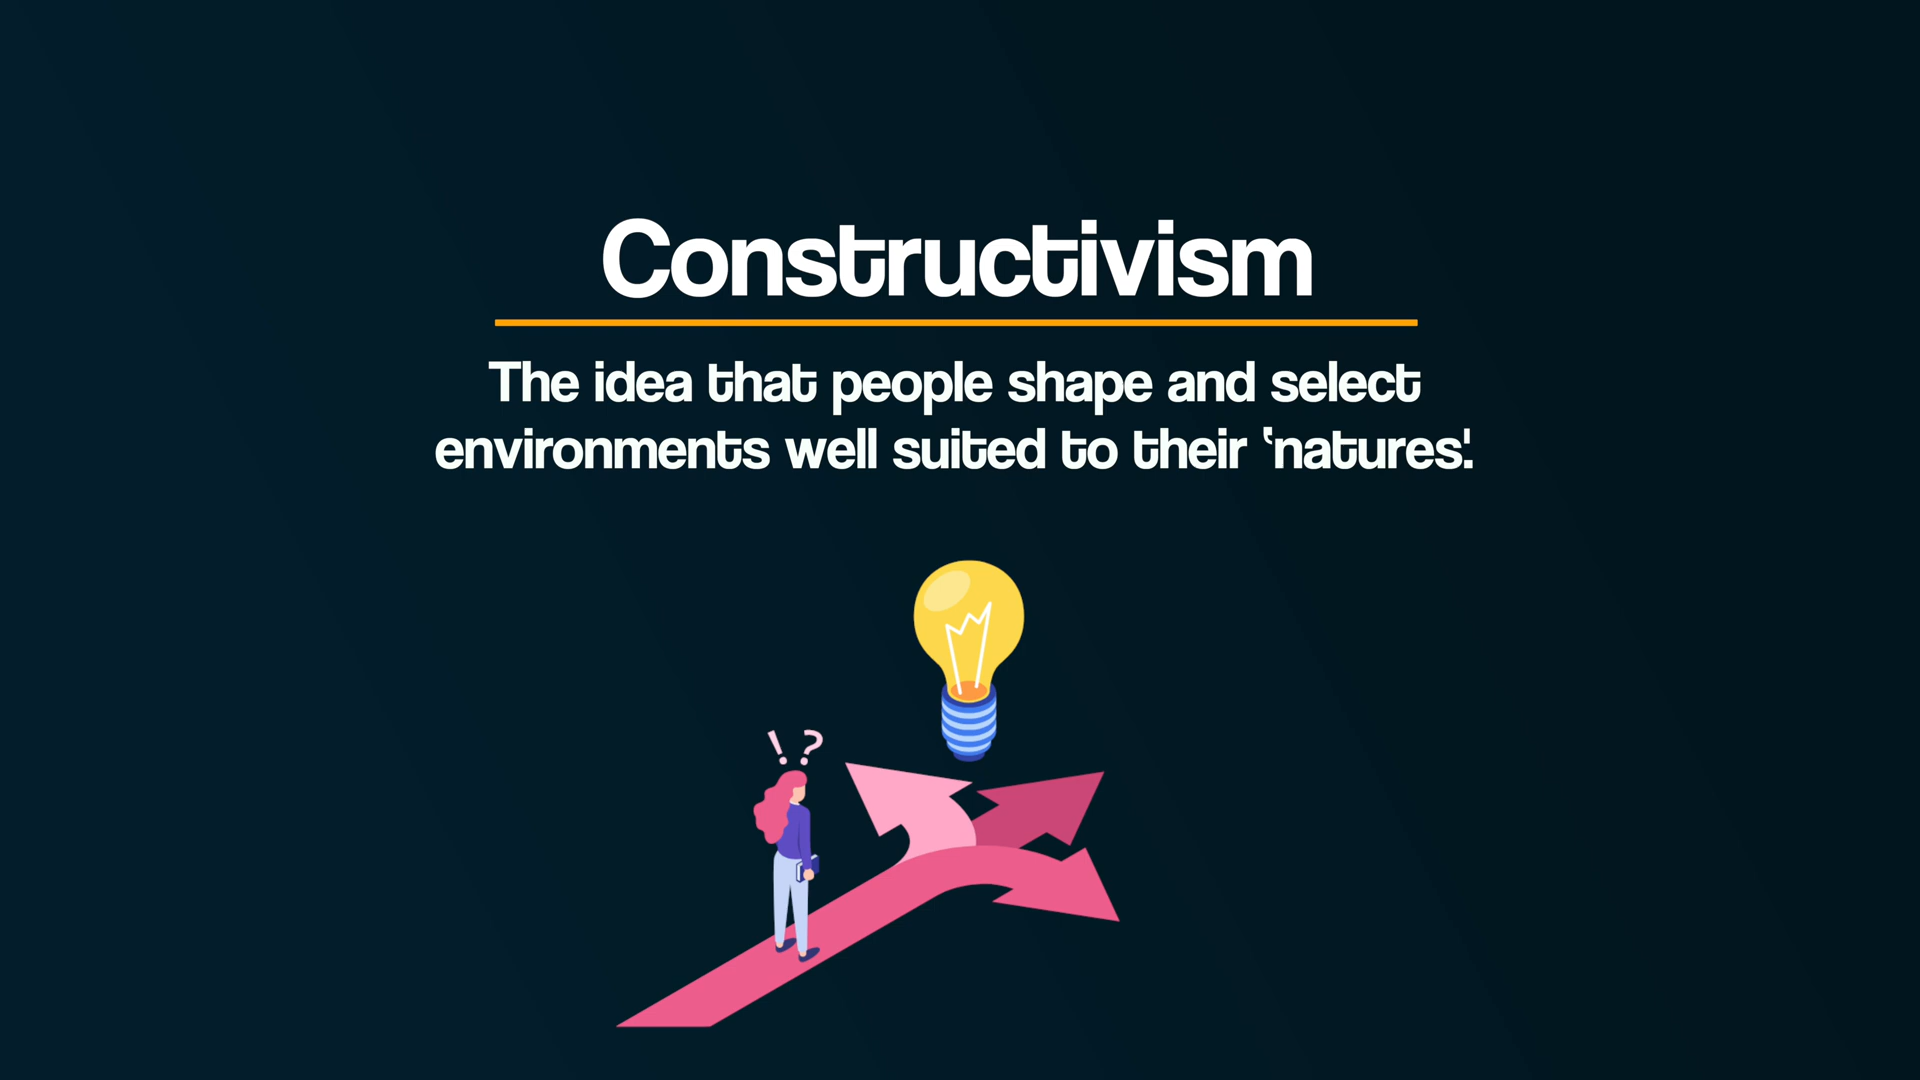 Constructivism
The idea that people shape and select
environments well suited to their ‘natures’.
! ?